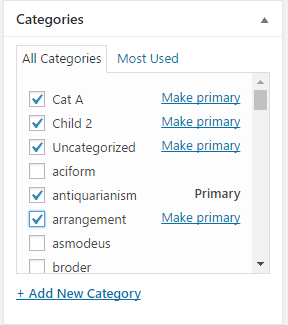 Categories
All Categories Most Used
Cat A Make primary
Child 2 Make primary
Uncategorized Make primary
aciform
antiquarianism Primary
arrangement Make primary
asmodeus
broder
+ Add New Category